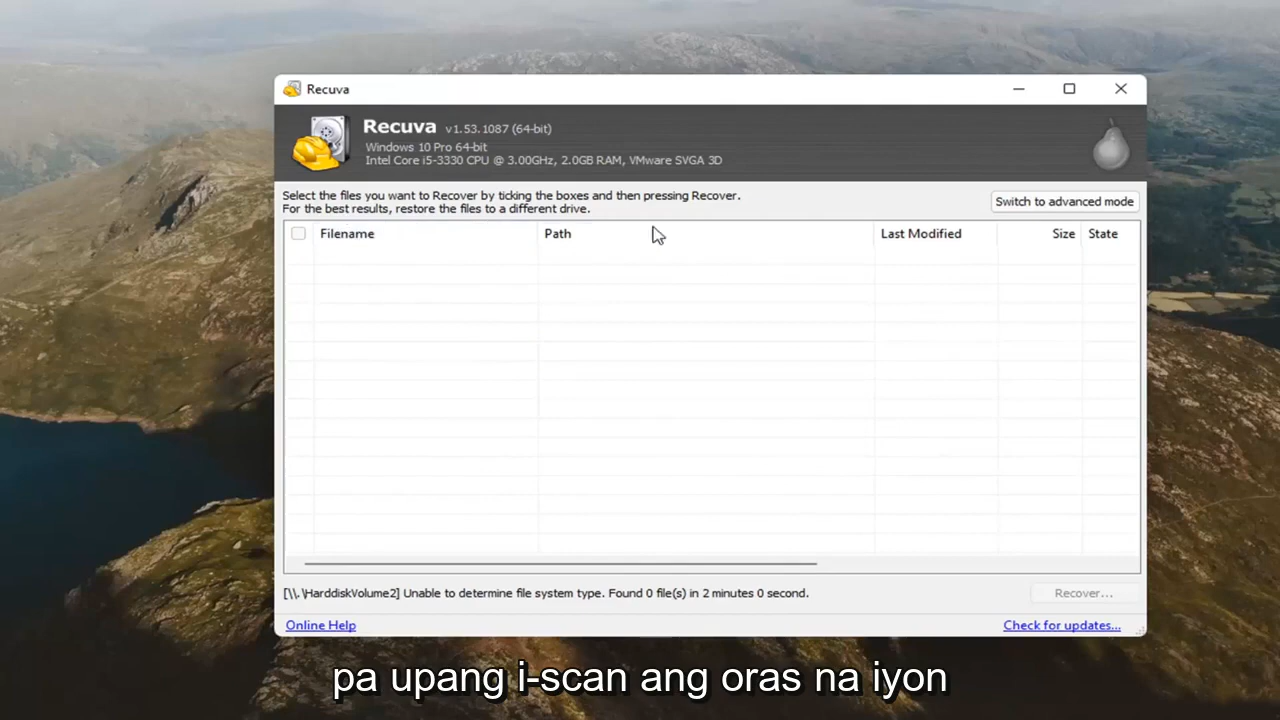 Recuva
Recuva v1.53.1087 (64-bit)
Windows 10 Pro 64-bit
Intel Core i5-3330 CPU @ 3.00GHz, 2.0GB RAM, VMware SVGA 3D
Select the files you want to Recover by ticking the boxes and then pressing Recover.
For the best results, restore the files to a different drive.
Switch to advanced mode
Filename Path Last Modified Size State
[\\.\HarddiskVolume2] Unable to determine file system type. Found 0 file(s) in 2 minutes 0 second.
Recover...
Online Help
Check for updates...
pa upang i-scan ang oras na iyon